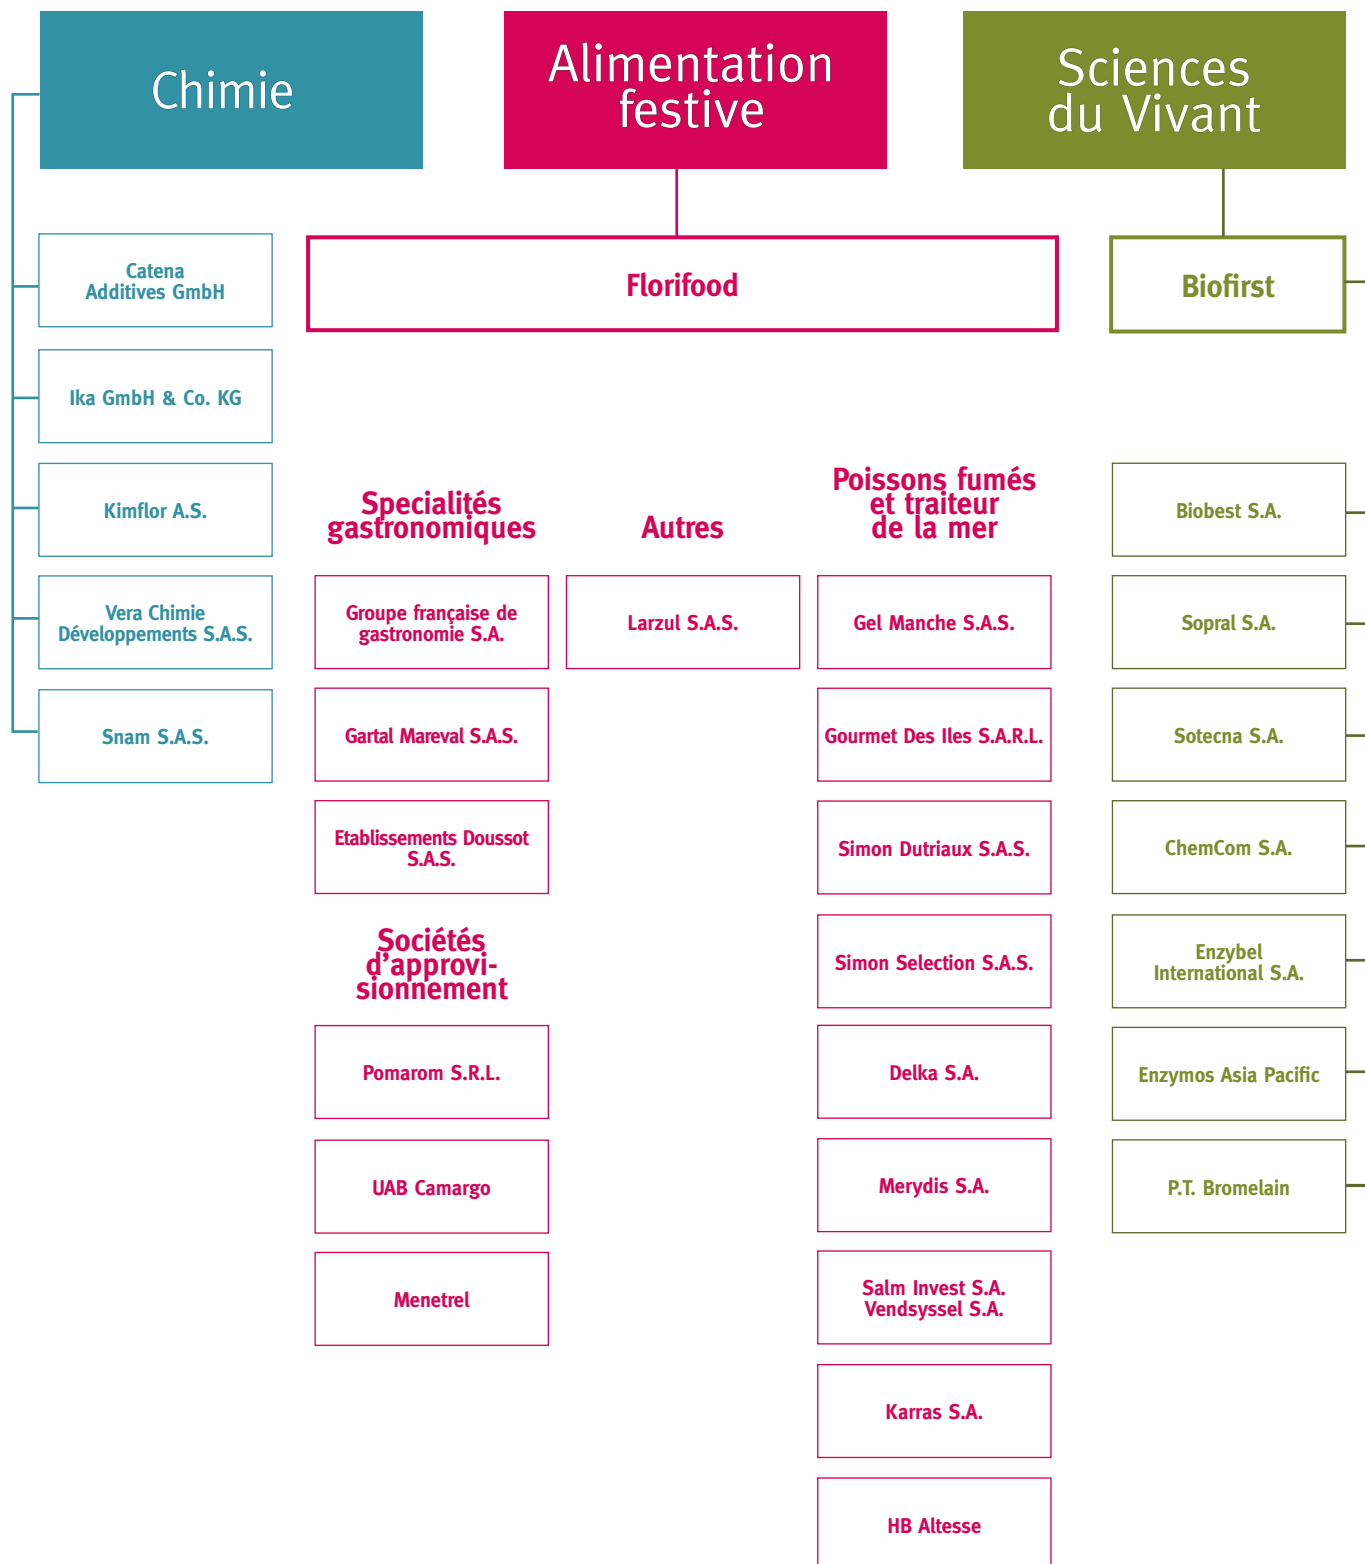 Chimie
Alimentation
festive
Sciences
du Vivant
Catena
Additives GmbH
Ika GmbH & Co. KG
Kimflor A.S.
Vera Chimie
Développements S.A.S.
Snam S.A.S.
Florifood
Specialités
gastronomiques
Groupe française de
gastronomie S.A.
Gartal Mareval S.A.S.
Etablissements Doussot
S.A.S.
Sociétés
d’approvi-
sionnement
Pomarom S.R.L.
UAB Camargo
Menetrel
Autres
Larzul S.A.S.
Poissons fumés
et traiteur
de la mer
Gel Manche S.A.S.
Gourmet Des Iles S.A.R.L.
Simon Dutriaux S.A.S.
Simon Selection S.A.S.
Delka S.A.
Merydis S.A.
Salm Invest S.A.
Vendsyssel S.A.
Karras S.A.
HB Altesse
Biofirst
Biobest S.A.
Sopral S.A.
Sotecna S.A.
ChemCom S.A.
Enzybel
International S.A.
Enzymos Asia Pacific
P.T. Bromelain